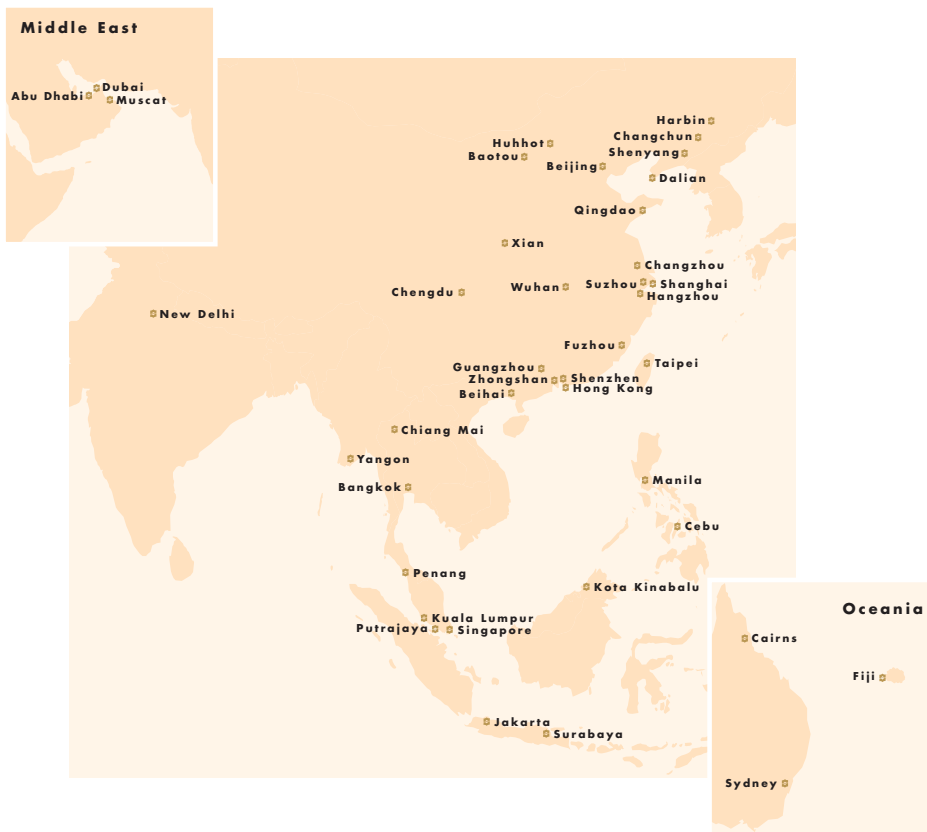 Middle East
Dubai
Abu Dhabi
Muscat
Harbin
Changchun
Huhhot
Shenyang
Baotou
Beijing
Dalian
Qingdao
Xian
Changzhou
Suzhou
Shanghai
Wuhan
Chengdu
Hangzhou
New Delhi
Fuzhou
Taipei
Guangzhou
Zhongshan
Shenzhen
Hong Kong
Beihai
Chiang Mai
Yangon
Manila
Bangkok
Cebu
Penang
Kota Kinabalu
Kuala Lumpur
Putrajaya
Singapore
Jakarta
Surabaya
Oceania
Cairns
Fiji
Sydney